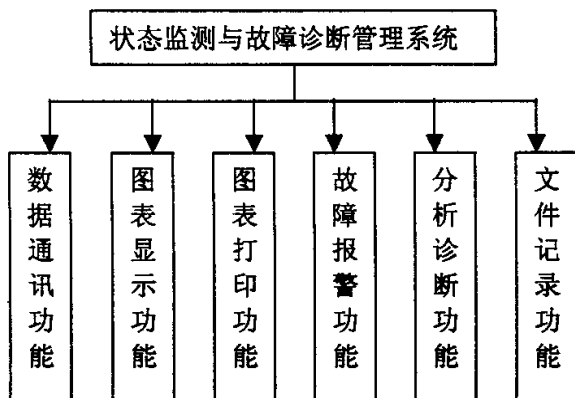 状态监测与故障诊断管理系统
数据通讯功能
图表显示功能
图表打印功能
故障报警功能
分析诊断功能
文件记录功能